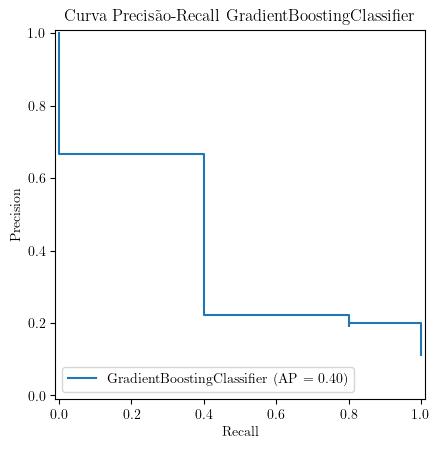 Curva Precisão-Recall GradientBoostingClassifier
1.0
0.8
0.6
0.4
0.2
0.0
Precision
GradientBoostingClassifier (AP = 0.40)
0.0 0.2 0.4 0.6 0.8 1.0
Recall